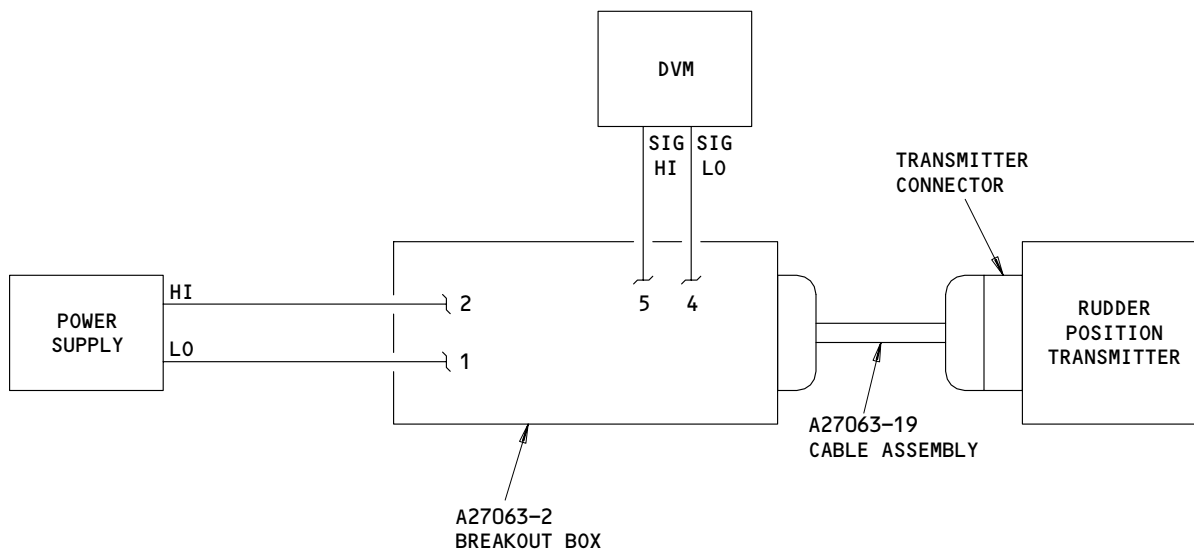 DVM
SIG SIG
HI LO
TRANSMITTER
CONNECTOR
HI
LO
POWER
SUPPLY
2
1
5 4
RUDDER
POSITION
TRANSMITTER
A27063-19
CABLE ASSEMBLY
A27063-2
BREAKOUT BOX